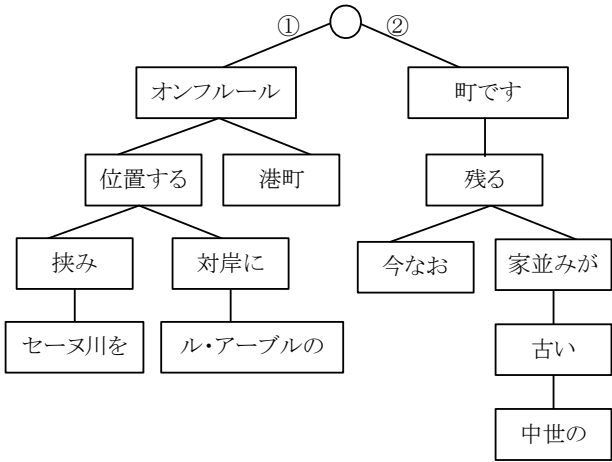 ① ②
オンフルール 町です
位置する 港町 残る
挟み 対岸に 今なお 家並みが
セーヌ川を ル・アーブルの 古い
中世の